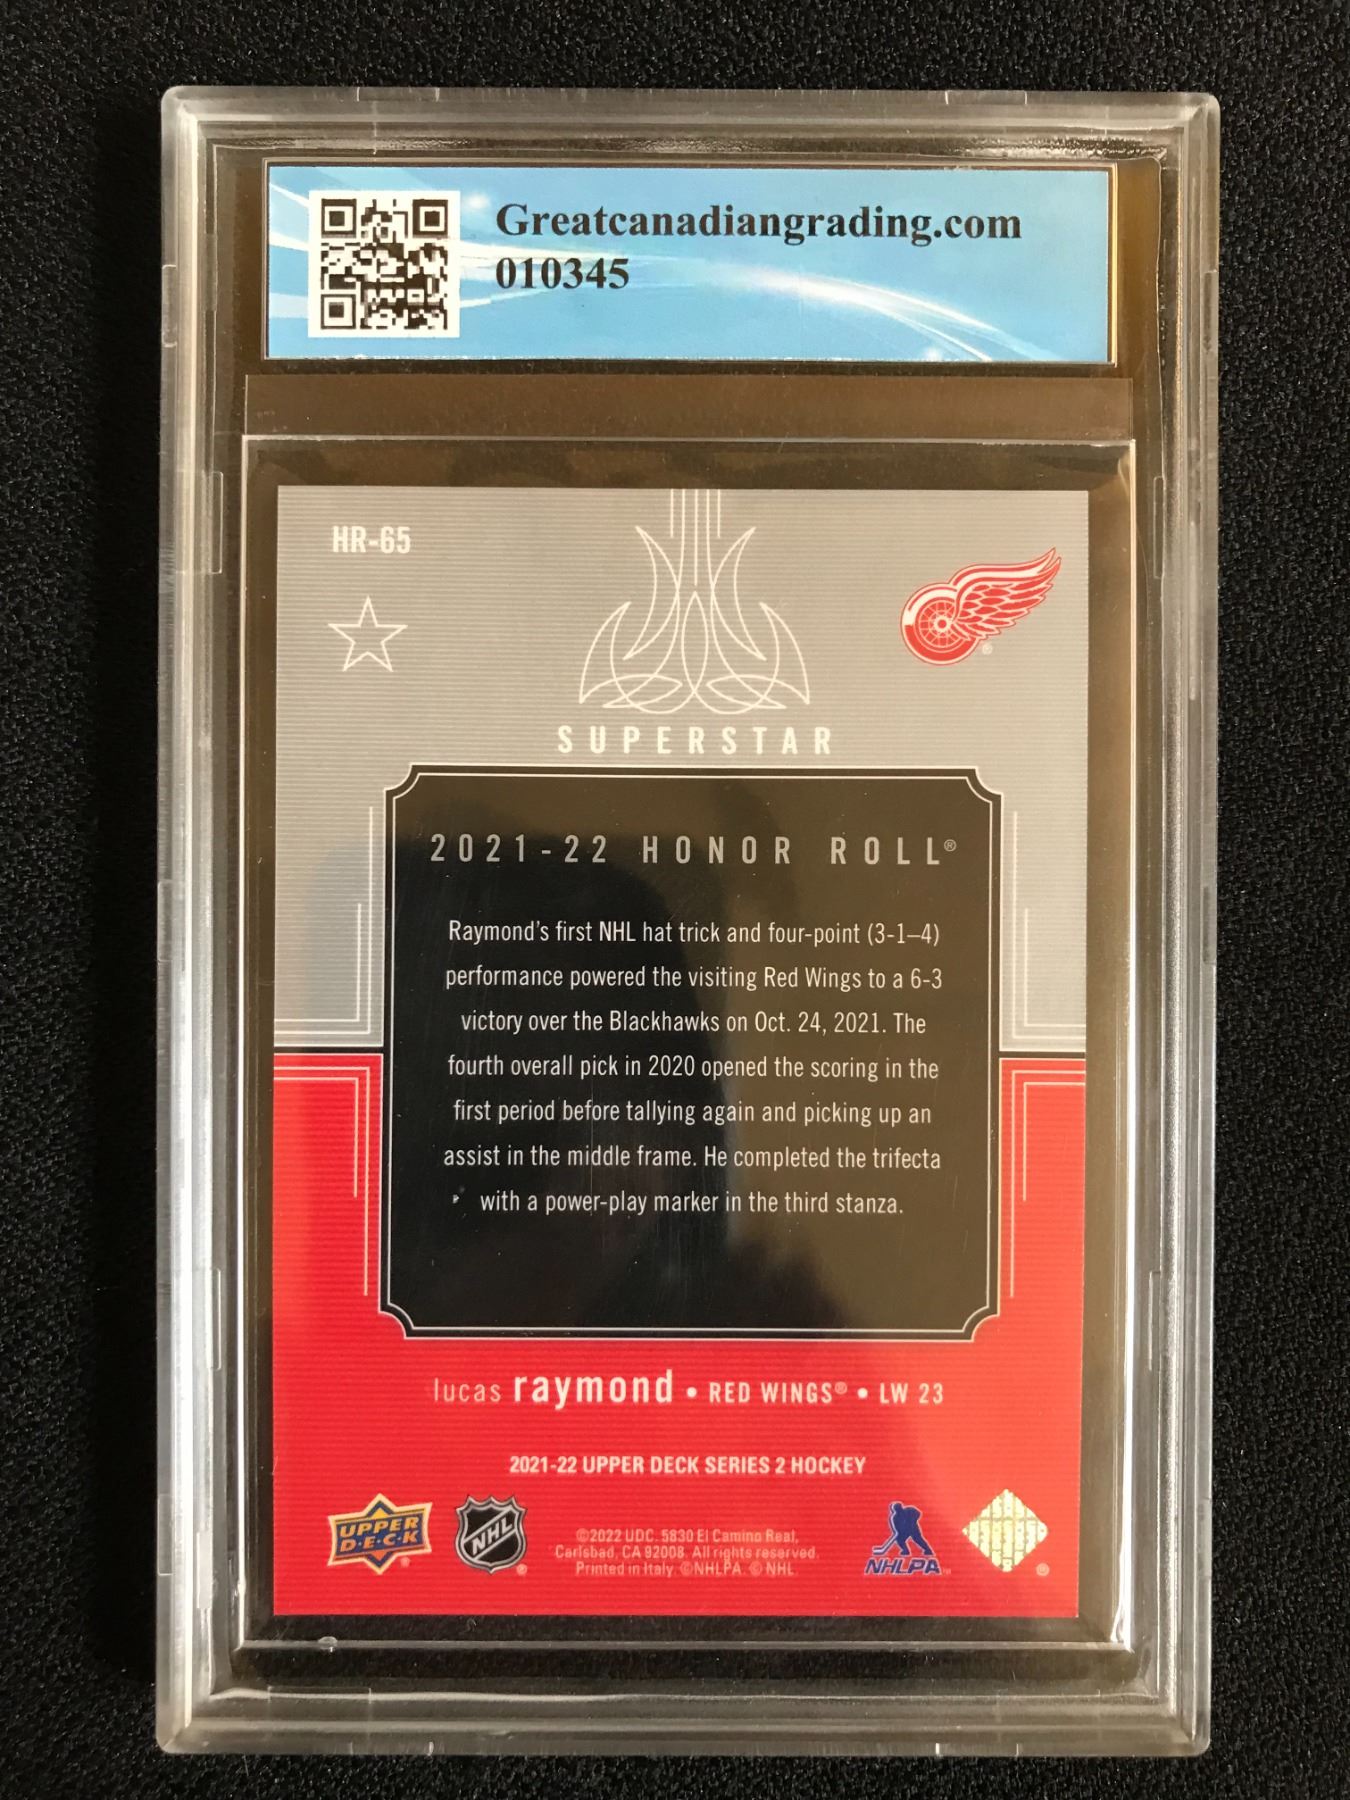 Greatcanadiangrading.com
010345
HR-65
SUPERSTAR
2021-22 HONOR ROLL®
Raymond's first NHL hat trick and four-point (3-1–4)
performance powered the visiting Red Wings to a 6-3
victory over the Blackhawks on Oct. 24, 2021. The
fourth overall pick in 2020 opened the scoring in the
first period before tallying again and picking up an
assist in the middle frame. He completed the trifecta
with a power-play marker in the third stanza.
lucas raymond • RED WINGS® • LW 23
2021-22 UPPER DECK SERIES 2 HOCKEY
UPPER
D·E·C·K
®
NHL
®
©2022 UDC. 5830 El Camino Real,
Carlsbad, CA 92008. All rights reserved.
Printed in Italy. ©NHLPA. © NHL.
NHLPA™
®